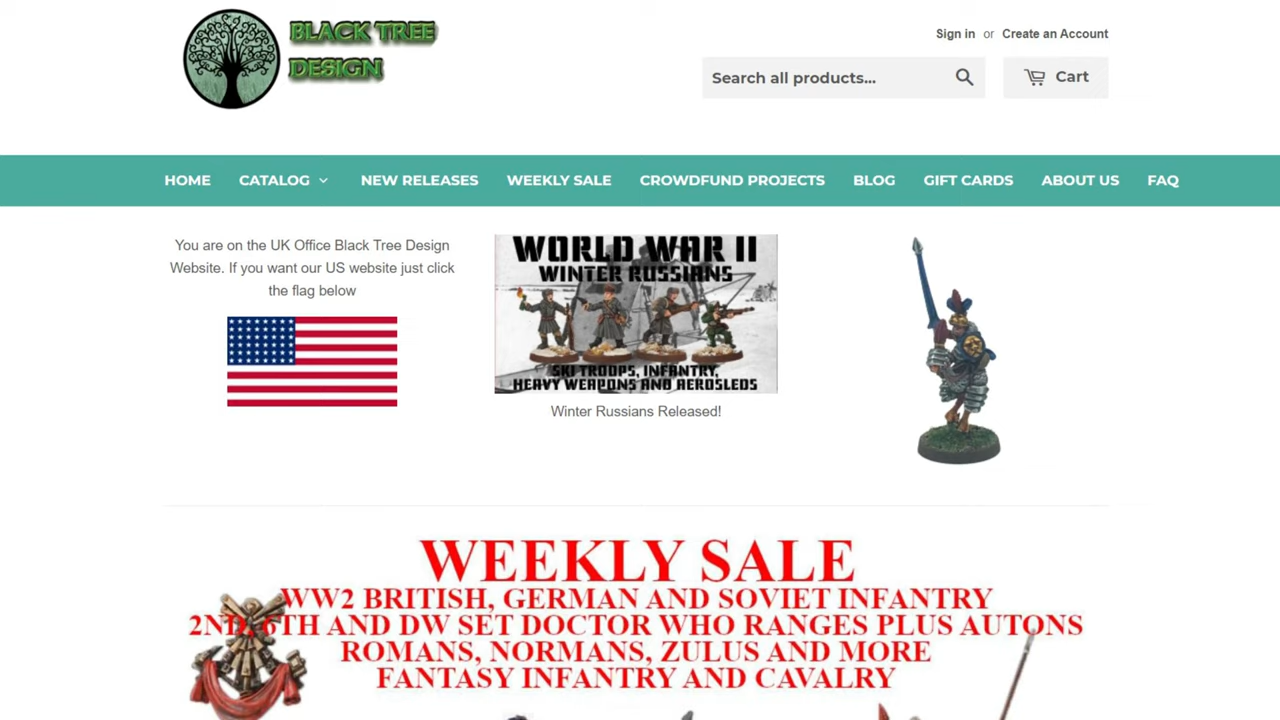 BLACK TREE
DESIGN
Sign in or Create an Account
Search all products...
Cart
HOME CATALOG NEW RELEASES WEEKLY SALE CROWDFUND PROJECTS BLOG GIFT CARDS ABOUT US FAQ
You are on the UK Office Black Tree Design
Website. If you want our US website just click
the flag below
WORLD WAR II
WINTER RUSSIANS
SKI TROOPS, INFANTRY,
HEAVY WEAPONS AND AEROSLEDS
Winter Russians Released!
WEEKLY SALE
WW2 BRITISH, GERMAN AND SOVIET INFANTRY
2ND, 6TH AND DW SET DOCTOR WHO RANGES PLUS AUTONS
ROMANS, NORMANS, ZULUS AND MORE
FANTASY INFANTRY AND CAVALRY